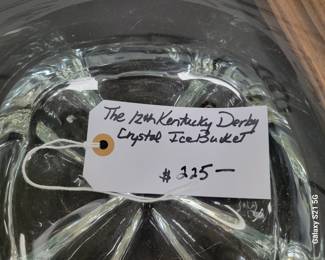 The 12th Kentucky Derby
Crystal Ice Bucket
$ 225—
Galaxy S21 5G